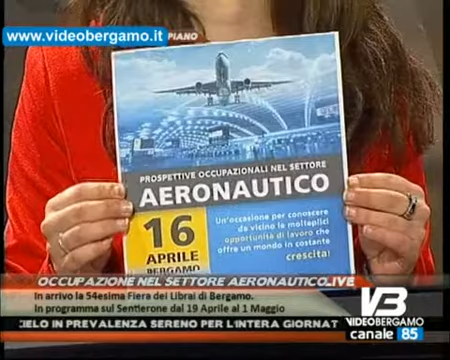 www.videobergamo.it
PIANO
PROSPETTIVE OCCUPAZIONALI NEL SETTORE
AERONAUTICO
16
APRILE
BERGAMO
Un'occasione per conoscere
da vicino le molteplici
opportunità di lavoro che
offre un mondo in costante
crescita!
OCCUPAZIONE NEL SETTORE AERONAUTICO
LIVE
In arrivo la 54esima Fiera dei Librai di Bergamo.
In programma sul Sentierone dal 19 Aprile al 1 Maggio
CIELO IN PREVALENZA SERENO PER L'INTERA GIORNAT
VB
VIDEOBERGAMO
canale 85